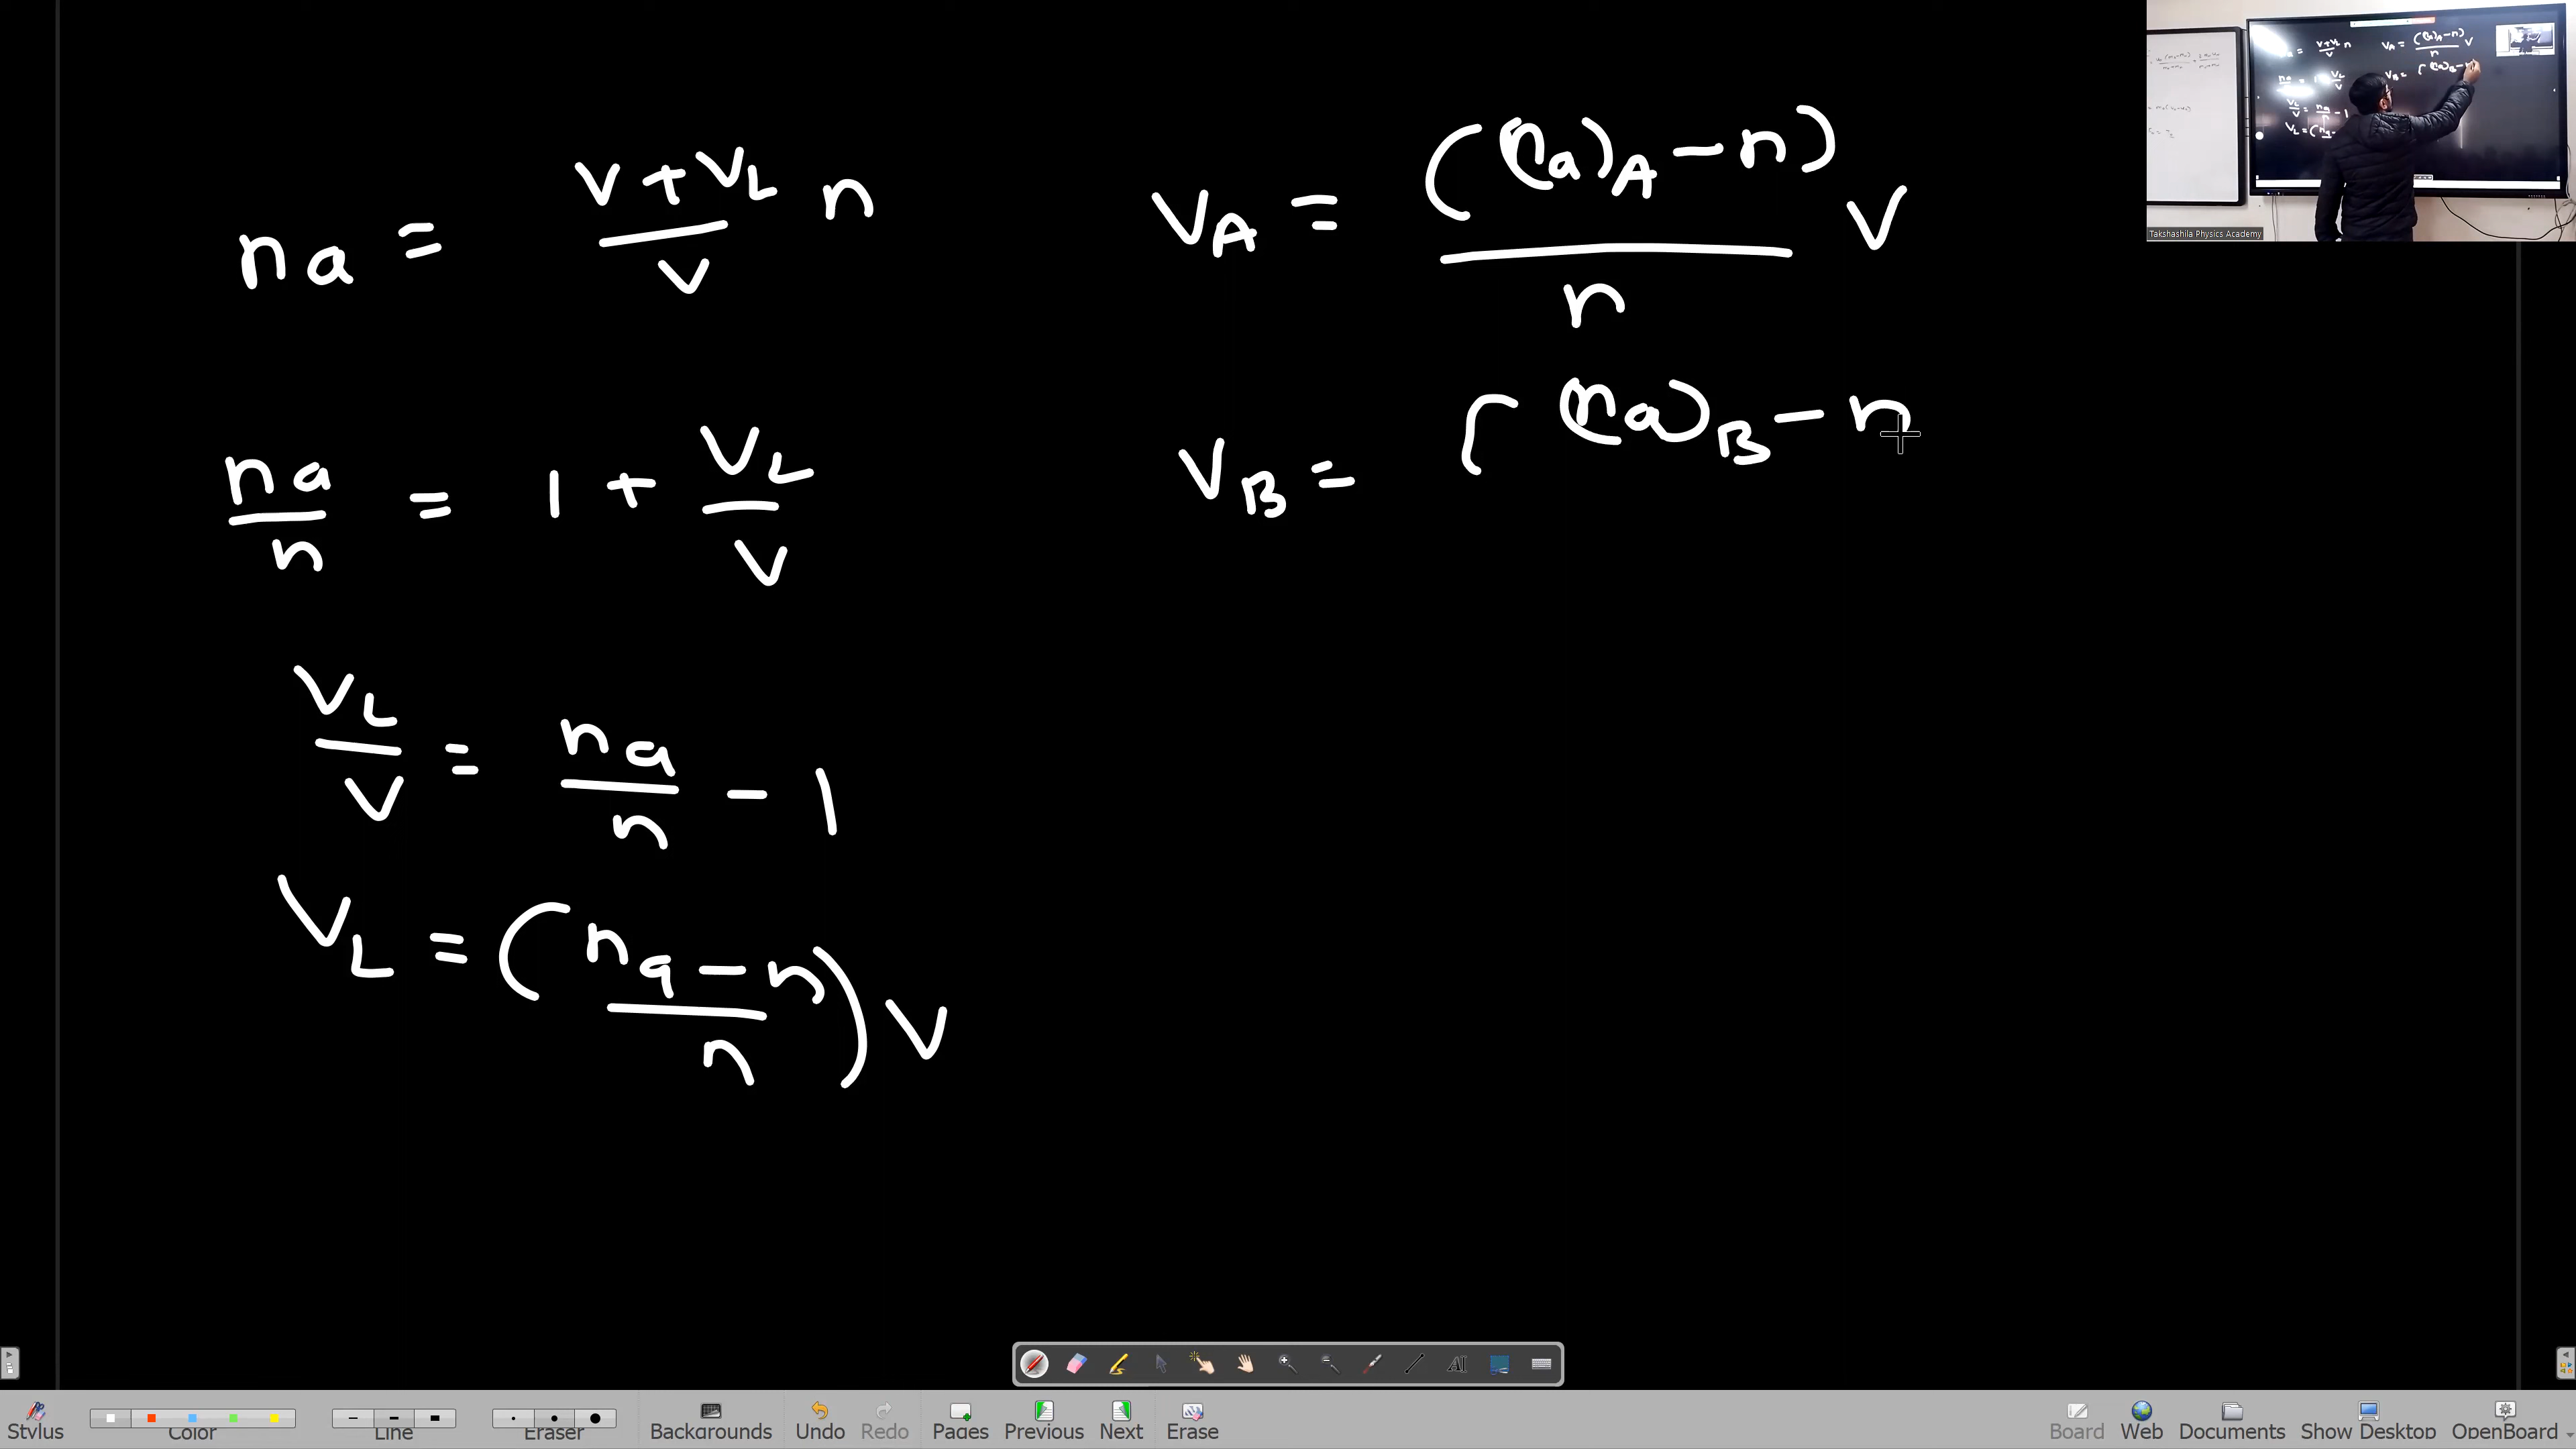 na = v+vL/v n
na/n = 1 + vL/v
vL/v = na/n - 1
vL = (na-n/n)v
vA = ((na)A - n)/n v
vB = ((na)B - n
Takshashila Physics Academy
Stylus Color Line Eraser Backgrounds Undo Redo Pages Previous Next Erase Board Web Documents Show Desktop OpenBoard